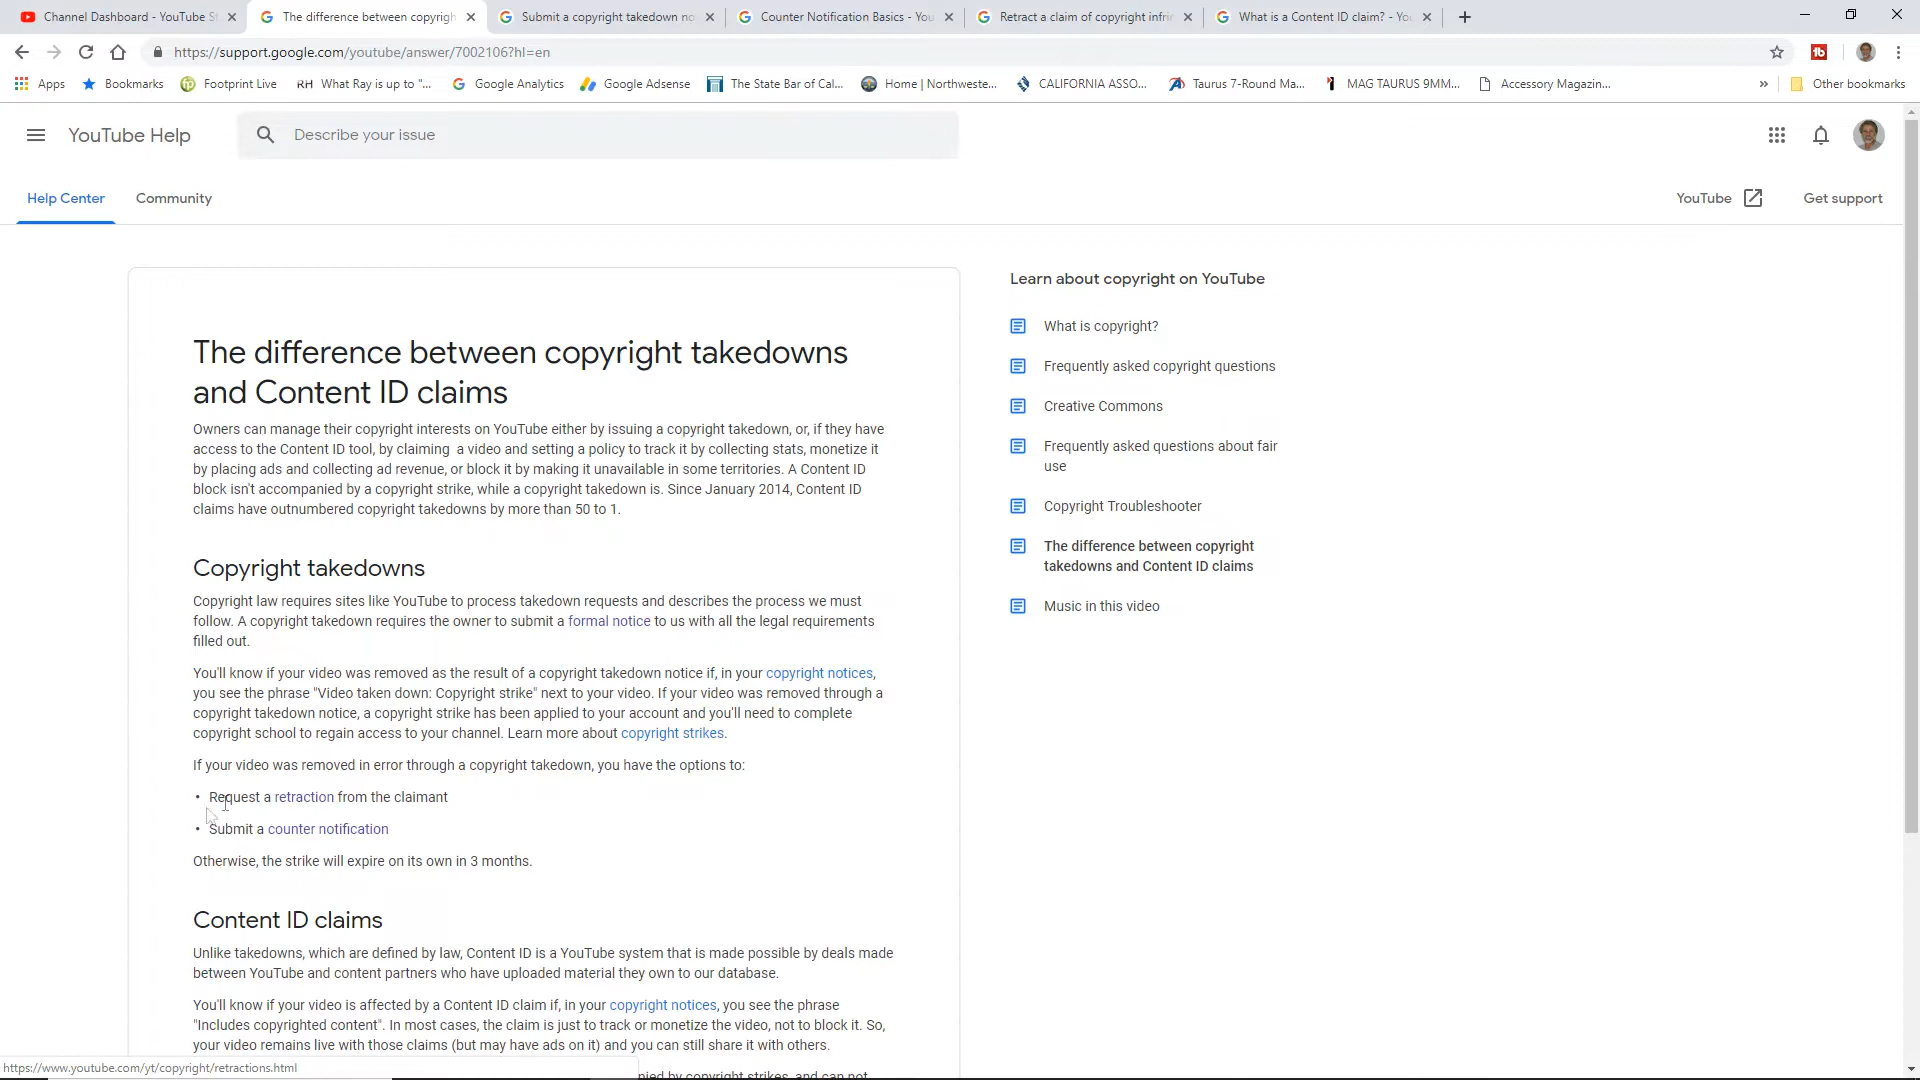 Channel Dashboard - YouTube St
The difference between copyrigh
Submit a copyright takedown no
Counter Notification Basics - You
Retract a claim of copyright infrin
What is a Content ID claim? - You
https://support.google.com/youtube/answer/7002106?hl=en
Apps
Bookmarks
Footprint Live
RH What Ray is up to "...
Google Analytics
Google Adsense
The State Bar of Cal...
Home | Northweste...
CALIFORNIA ASSO...
Taurus 7-Round Ma...
MAG TAURUS 9MM...
Accessory Magazin...
»
Other bookmarks
YouTube Help
Describe your issue
Help Center
Community
YouTube
Get support
The difference between copyright takedowns
and Content ID claims
Owners can manage their copyright interests on YouTube either by issuing a copyright takedown, or, if they have
access to the Content ID tool, by claiming a video and setting a policy to track it by collecting stats, monetize it
by placing ads and collecting ad revenue, or block it by making it unavailable in some territories. A Content ID
block isn't accompanied by a copyright strike, while a copyright takedown is. Since January 2014, Content ID
claims have outnumbered copyright takedowns by more than 50 to 1.
Copyright takedowns
Copyright law requires sites like YouTube to process takedown requests and describes the process we must
follow. A copyright takedown requires the owner to submit a formal notice to us with all the legal requirements
filled out.
You'll know if your video was removed as the result of a copyright takedown notice if, in your copyright notices,
you see the phrase "Video taken down: Copyright strike" next to your video. If your video was removed through a
copyright takedown notice, a copyright strike has been applied to your account and you'll need to complete
copyright school to regain access to your channel. Learn more about copyright strikes.
If your video was removed in error through a copyright takedown, you have the options to:
• Request a retraction from the claimant
• Submit a counter notification
Otherwise, the strike will expire on its own in 3 months.
Content ID claims
Unlike takedowns, which are defined by law, Content ID is a YouTube system that is made possible by deals made
between YouTube and content partners who have uploaded material they own to our database.
You'll know if your video is affected by a Content ID claim if, in your copyright notices, you see the phrase
"Includes copyrighted content". In most cases, the claim is just to track or monetize the video, not to block it. So,
your video remains live with those claims (but may have ads on it) and you can still share it with others.
nied by copyright strikes, and can not
Learn about copyright on YouTube
What is copyright?
Frequently asked copyright questions
Creative Commons
Frequently asked questions about fair
use
Copyright Troubleshooter
The difference between copyright
takedowns and Content ID claims
Music in this video
https://www.youtube.com/yt/copyright/retractions.html